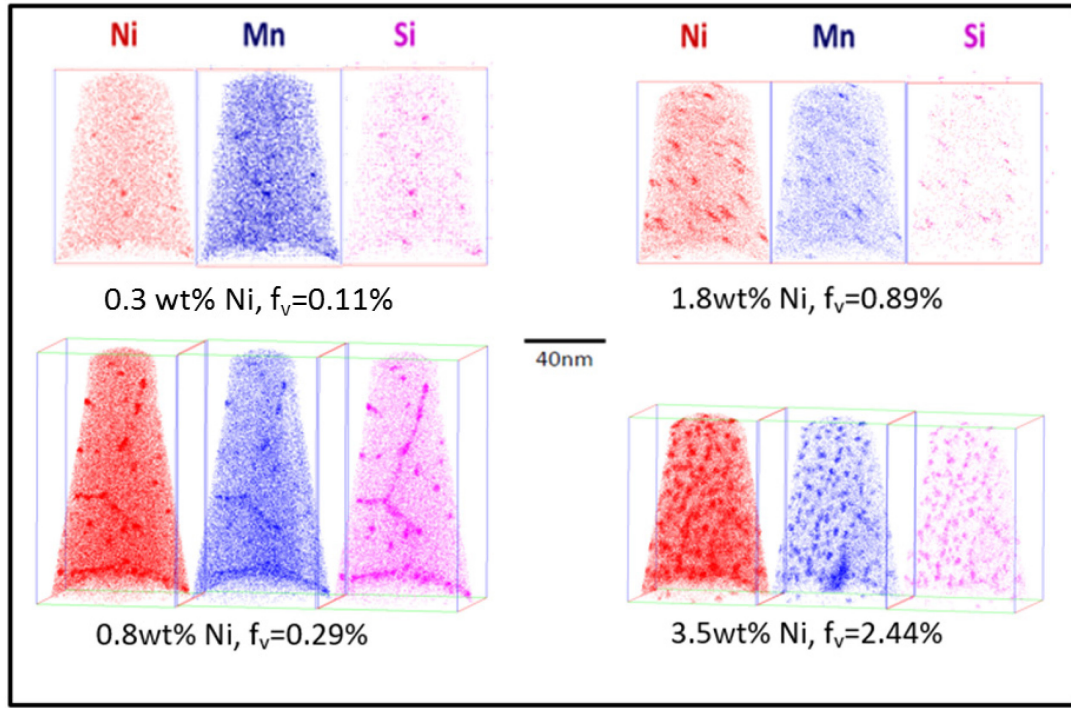 Ni Mn Si
Ni Mn Si
0.3 wt% Ni, fᵥ=0.11%
1.8wt% Ni, fᵥ=0.89%
40nm
0.8wt% Ni, fᵥ=0.29%
3.5wt% Ni, fᵥ=2.44%